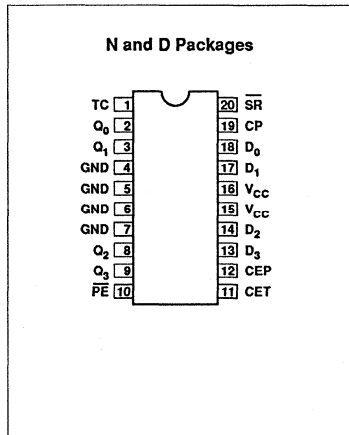 N and D Packages
TC 1 20 S̅R̅
Q0 2 19 CP
Q1 3 18 D0
GND 4 17 D1
GND 5 16 VCC
GND 6 15 VCC
GND 7 14 D2
Q2 8 13 D3
Q3 9 12 CEP
P̅E̅ 10 11 CET